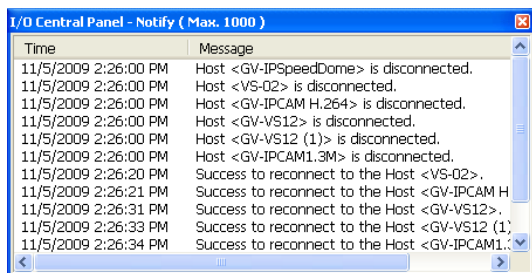 I/O Central Panel - Notify ( Max. 1000 )
Time Message
11/5/2009 2:26:00 PM Host <GV-IPSpeedDome> is disconnected.
11/5/2009 2:26:00 PM Host <VS-02> is disconnected.
11/5/2009 2:26:00 PM Host <GV-IPCAM H.264> is disconnected.
11/5/2009 2:26:00 PM Host <GV-VS12> is disconnected.
11/5/2009 2:26:00 PM Host <GV-VS12 (1)> is disconnected.
11/5/2009 2:26:00 PM Host <GV-IPCAM1.3M> is disconnected.
11/5/2009 2:26:20 PM Success to reconnect to the Host <VS-02>.
11/5/2009 2:26:21 PM Success to reconnect to the Host <GV-IPCAM H
11/5/2009 2:26:31 PM Success to reconnect to the Host <GV-VS12>.
11/5/2009 2:26:33 PM Success to reconnect to the Host <GV-VS12 (1)
11/5/2009 2:26:34 PM Success to reconnect to the Host <GV-IPCAM1.3